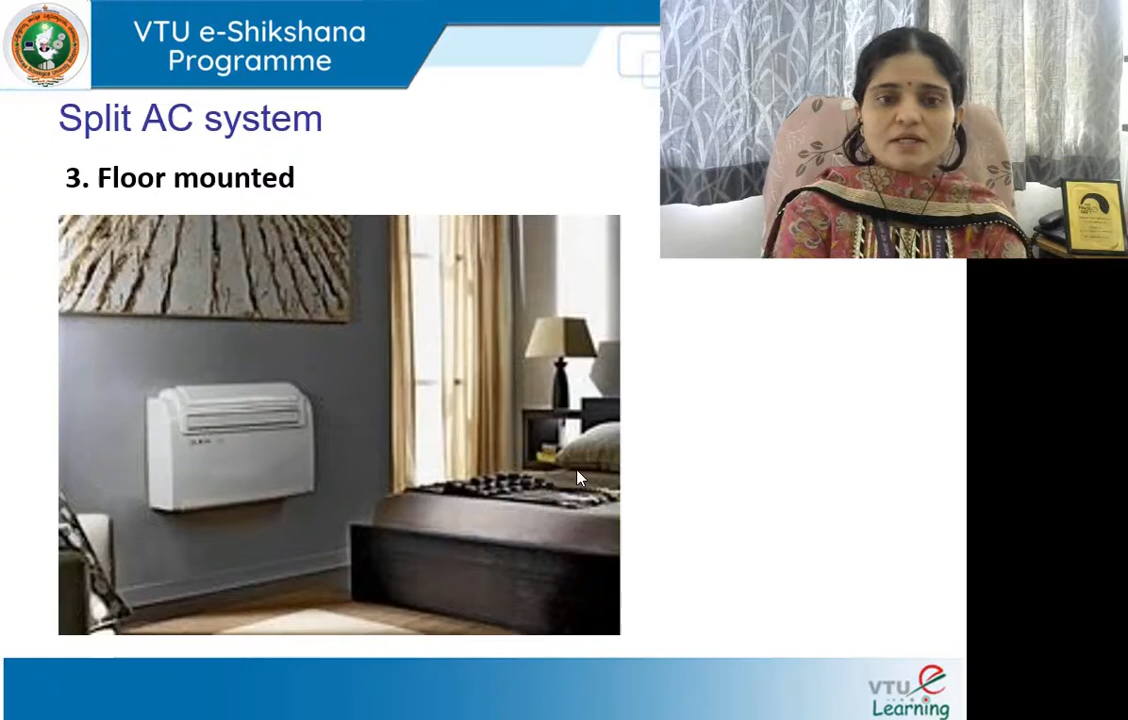 VTU e-Shikshana
Programme
Split AC system
3. Floor mounted
VTU
Learning